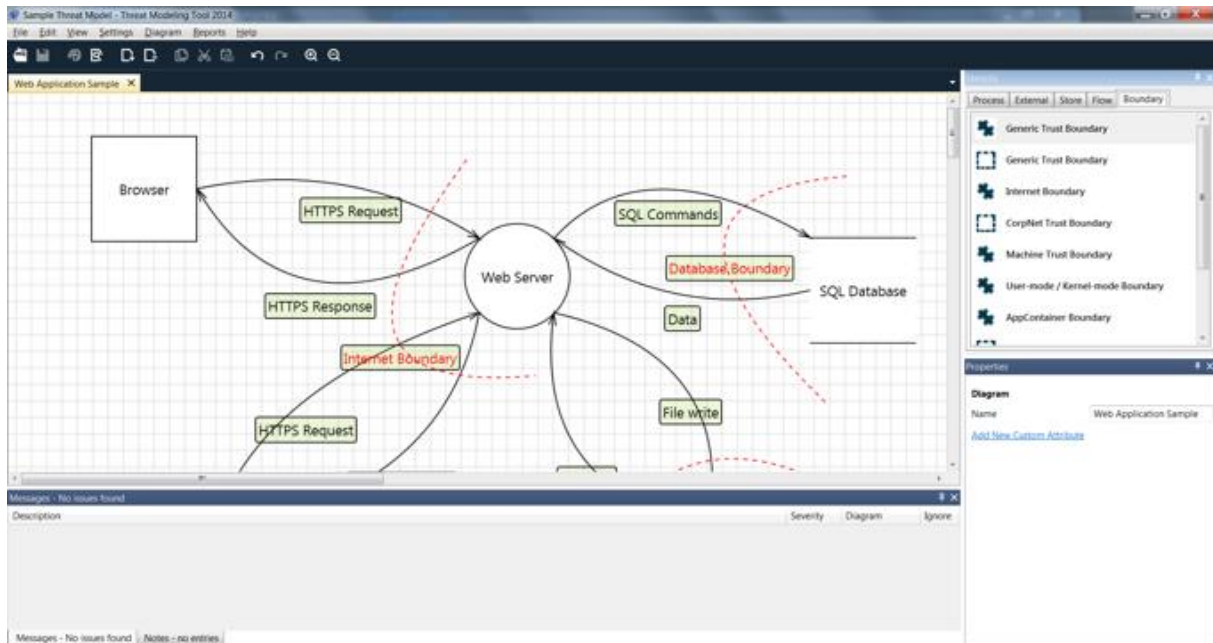 Sample Threat Model - Threat Modeling Tool 2014
File Edit View Settings Diagram Reports Help
Web Application Sample
Process External Store Flow Boundary
Generic Trust Boundary
Generic Trust Boundary
Internet Boundary
CorpNet Trust Boundary
Machine Trust Boundary
User-mode / Kernel-mode Boundary
AppContainer Boundary
Browser
HTTPS Request
SQL Commands
Web Server
Database Boundary
SQL Database
HTTPS Response
Data
Internet Boundary
File write
HTTPS Request
Properties
Diagram
Name Web Application Sample
Add New Custom Attribute
Messages - No issues found
Description Severity Diagram Ignore
Messages - No issues found Notes - no entries